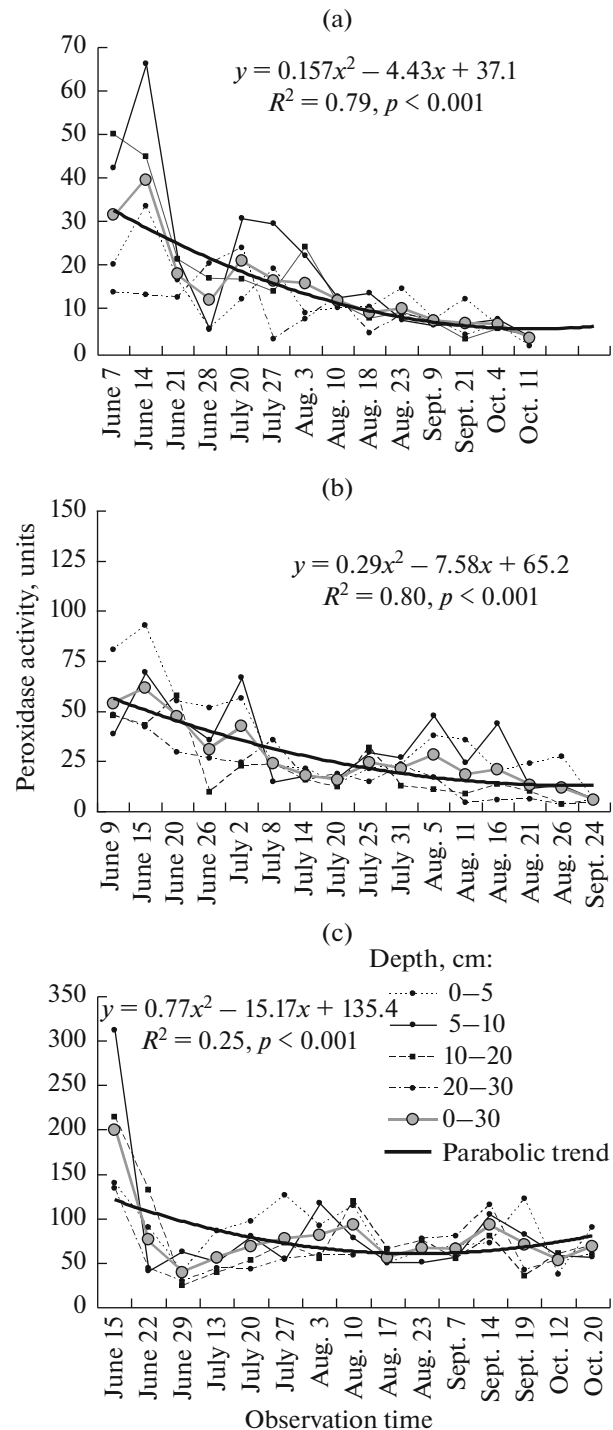 (a)
70
60
50
40
30
20
10
0
y = 0.157x² − 4.43x + 37.1
R² = 0.79, p < 0.001
June 7
June 14
June 21
June 28
July 20
July 27
Aug. 3
Aug. 10
Aug. 18
Aug. 23
Sept. 9
Sept. 21
Oct. 4
Oct. 11
Peroxidase activity, units
(b)
150
125
100
75
50
25
0
y = 0.29x² − 7.58x + 65.2
R² = 0.80, p < 0.001
June 9
June 15
June 20
June 26
July 2
July 8
July 14
July 20
July 25
July 31
Aug. 5
Aug. 11
Aug. 16
Aug. 21
Aug. 26
Sept. 24
(c)
350
300
250
200
150
100
50
0
y = 0.77x² − 15.17x + 135.4
R² = 0.25, p < 0.001
Depth, cm:
0–5
5–10
10–20
20–30
0–30
Parabolic trend
June 15
June 22
June 29
July 13
July 20
July 27
Aug. 3
Aug. 10
Aug. 17
Aug. 23
Sept. 7
Sept. 14
Sept. 19
Oct. 12
Oct. 20
Observation time